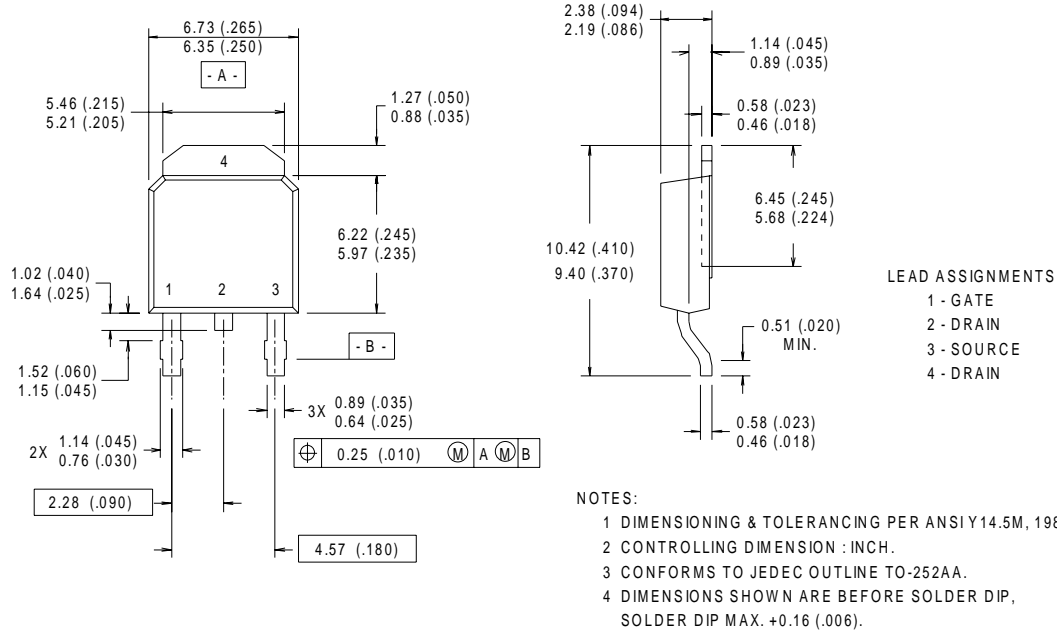 6.73 (.265)
6.35 (.250)
- A -
5.46 (.215)
5.21 (.205)
1.27 (.050)
0.88 (.035)
4
6.22 (.245)
5.97 (.235)
1.02 (.040)
1.64 (.025)
1 2 3
- B -
1.52 (.060)
1.15 (.045)
3X 0.89 (.035)
0.64 (.025)
2X 1.14 (.045)
0.76 (.030)
⌖ 0.25 (.010) Ⓜ A Ⓜ B
2.28 (.090)
4.57 (.180)
2.38 (.094)
2.19 (.086)
1.14 (.045)
0.89 (.035)
0.58 (.023)
0.46 (.018)
6.45 (.245)
5.68 (.224)
10.42 (.410)
9.40 (.370)
0.51 (.020)
MIN.
0.58 (.023)
0.46 (.018)
LEAD ASSIGNMENTS
1 - GATE
2 - DRAIN
3 - SOURCE
4 - DRAIN
NOTES:
1 DIMENSIONING & TOLERANCING PER ANSI Y14.5M, 198
2 CONTROLLING DIMENSION : INCH.
3 CONFORMS TO JEDEC OUTLINE TO-252AA.
4 DIMENSIONS SHOWN ARE BEFORE SOLDER DIP,
SOLDER DIP MAX. +0.16 (.006).